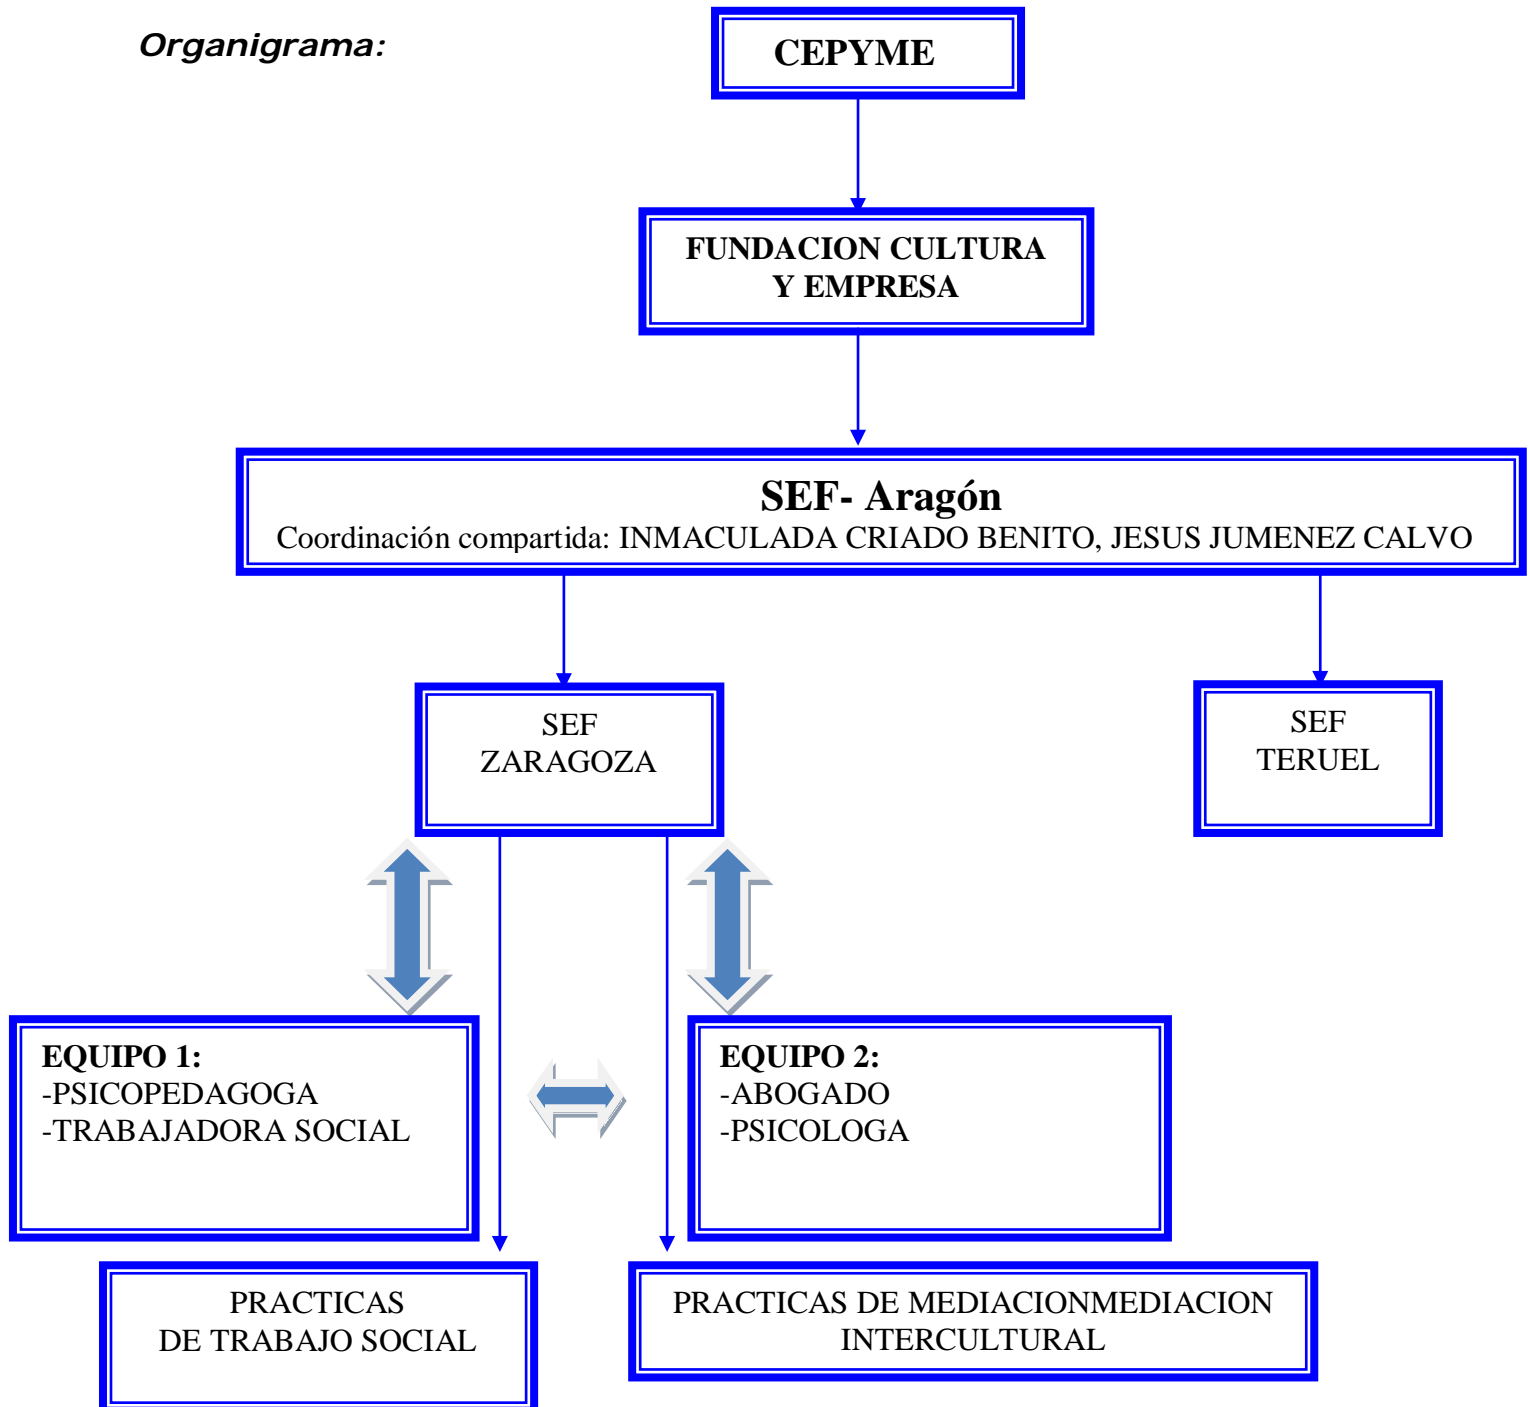 Organigrama:
CEPYME
FUNDACION CULTURA
Y EMPRESA
SEF- Aragón
Coordinación compartida: INMACULADA CRIADO BENITO, JESUS JUMENEZ CALVO
SEF
ZARAGOZA
SEF
TERUEL
EQUIPO 1:
-PSICOPEDAGOGA
-TRABAJADORA SOCIAL
EQUIPO 2:
-ABOGADO
-PSICOLOGA
PRACTICAS
DE TRABAJO SOCIAL
PRACTICAS DE MEDIACIONMEDIACION
INTERCULTURAL